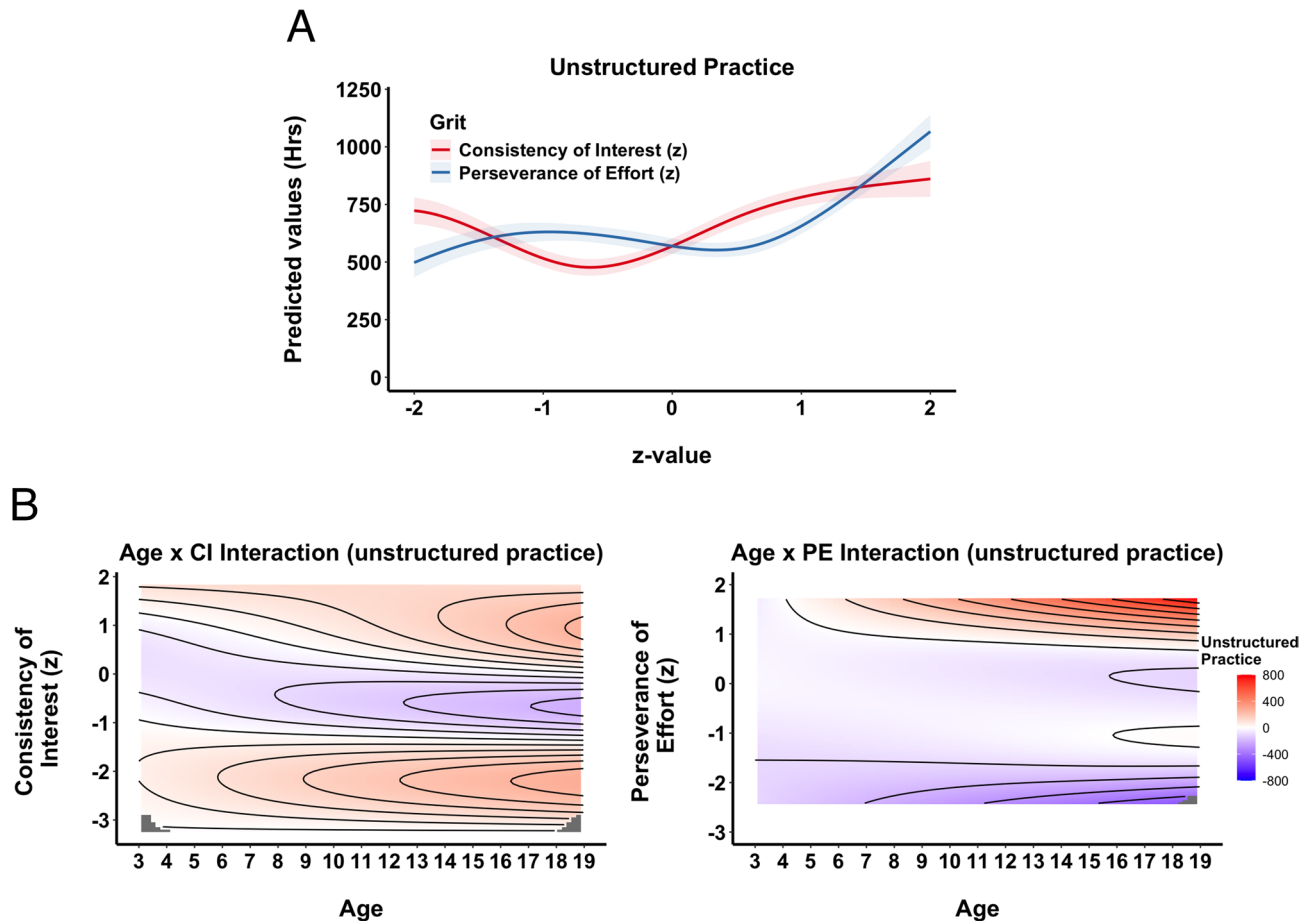 A
Unstructured Practice
Predicted values (Hrs)
1250
1000
750
500
250
0
Grit
Consistency of Interest (z)
Perseverance of Effort (z)
-2 -1 0 1 2
z-value
B
Age x CI Interaction (unstructured practice)
Consistency of
Interest (z)
2
1
0
-1
-2
-3
3 4 5 6 7 8 9 10 11 12 13 14 15 16 17 18 19
Age
Age x PE Interaction (unstructured practice)
Perseverance of
Effort (z)
2
1
0
-1
-2
-3
3 4 5 6 7 8 9 10 11 12 13 14 15 16 17 18 19
Age
Unstructured
Practice
800
400
0
-400
-800